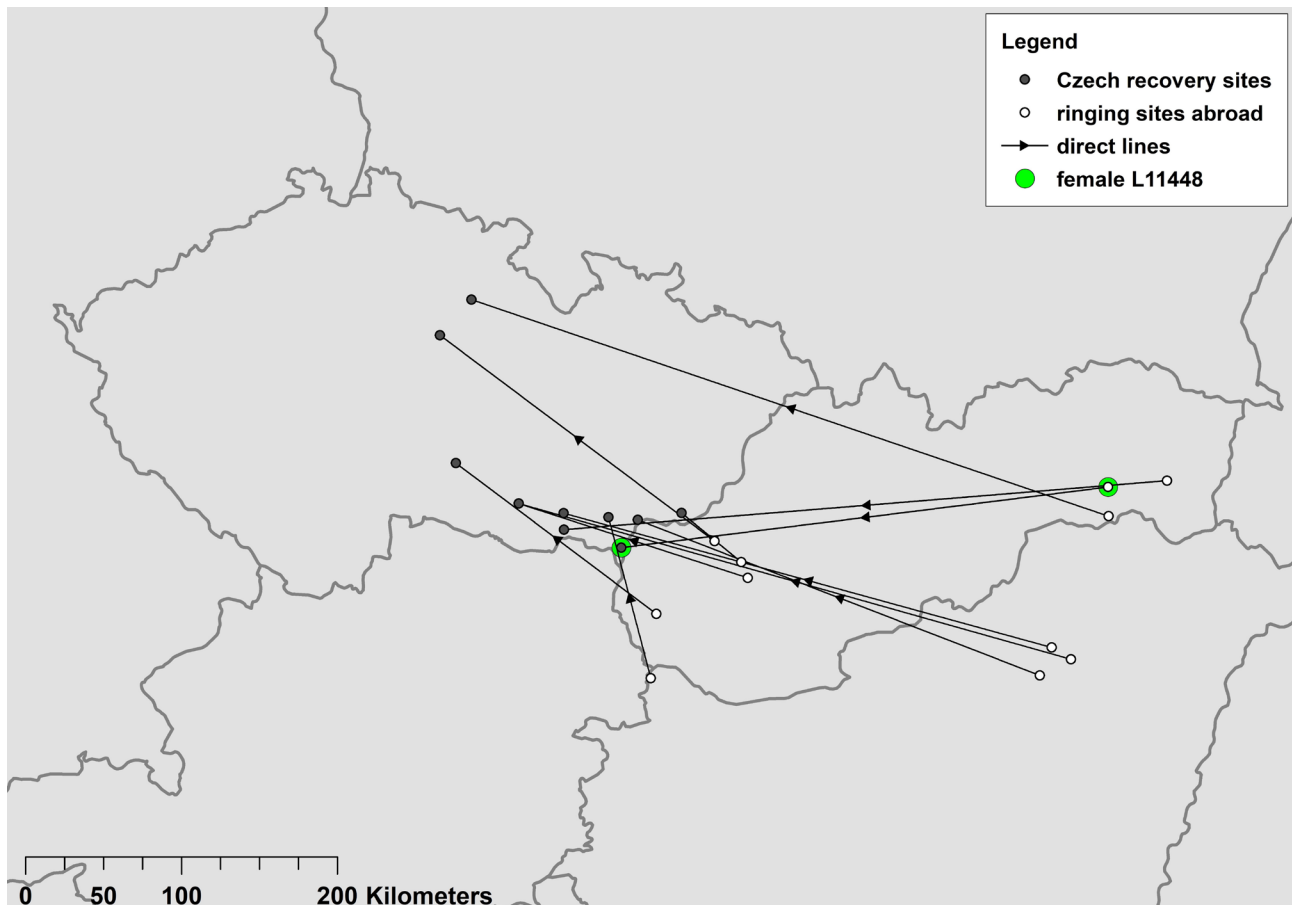 Legend
Czech recovery sites
ringing sites abroad
direct lines
female L11448
0 50 100 200 Kilometers